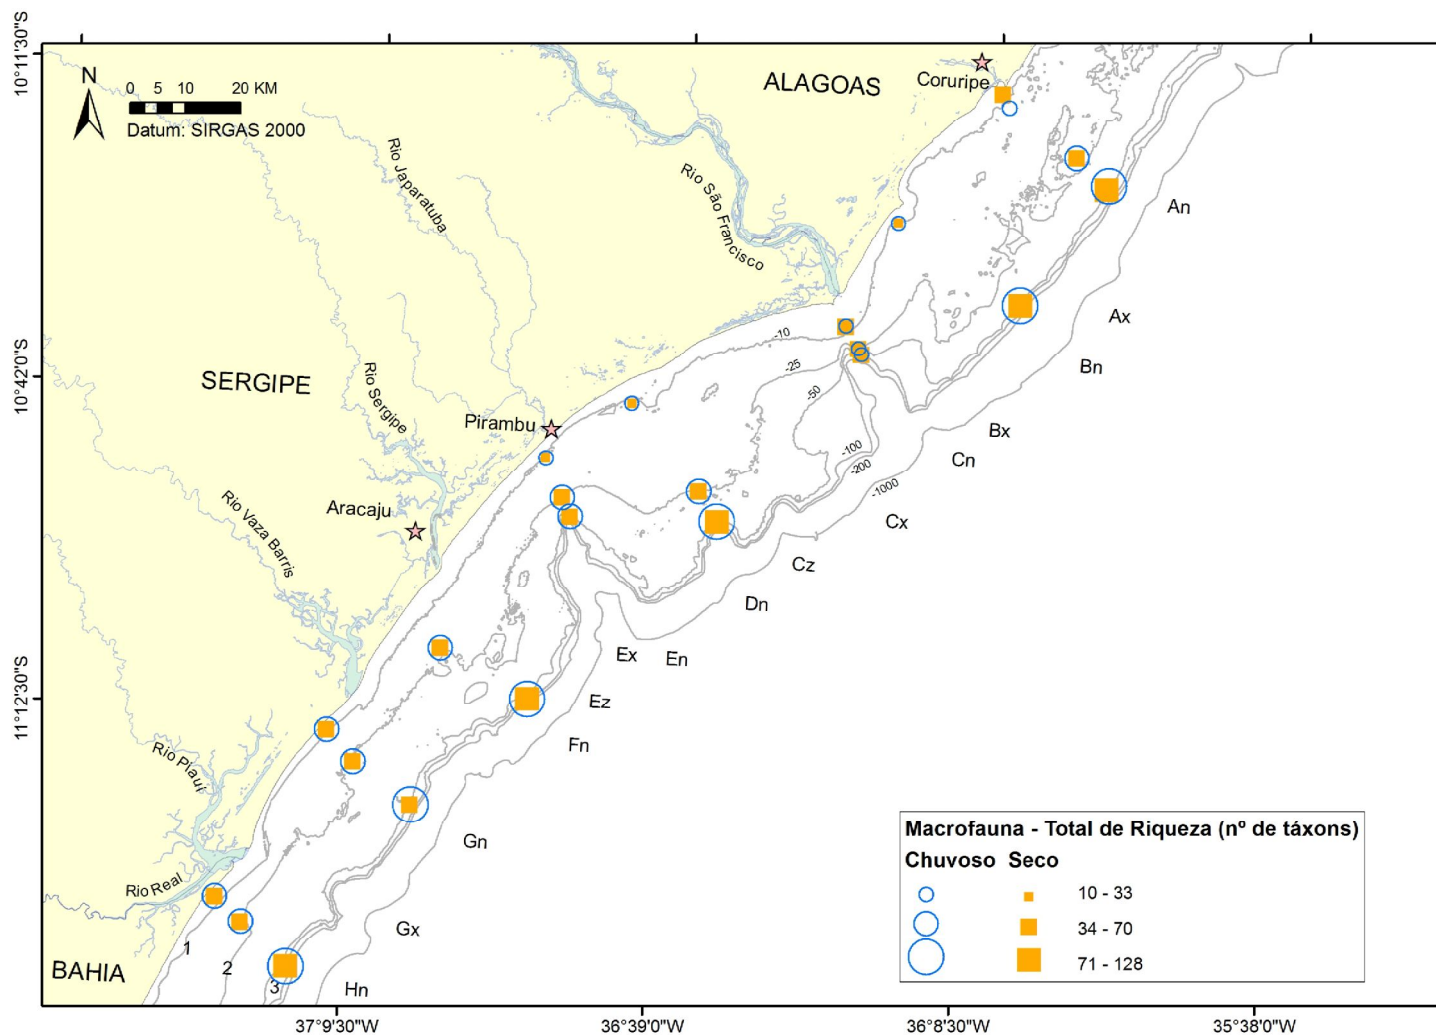 10°11'30"S
N
0 5 10 20 KM
Datum: SIRGAS 2000
ALAGOAS
Coruripe
Rio Japaratuba
Rio São Francisco
An
Ax
-10
-25
-50
Bn
10°42'0"S
SERGIPE
Rio Sergipe
Pirambu
Bx
-100
-200
-1000
Cn
Rio Vaza Barris
Aracaju
Cx
Cz
Dn
Ex
En
Ez
11°12'30"S
Fn
Rio Piauí
Gn
Macrofauna - Total de Riqueza (nº de táxons)
Chuvoso Seco
10 - 33
34 - 70
71 - 128
Rio Real
Gx
1
2
3
BAHIA
Hn
37°9'30"W
36°39'0"W
36°8'30"W
35°38'0"W